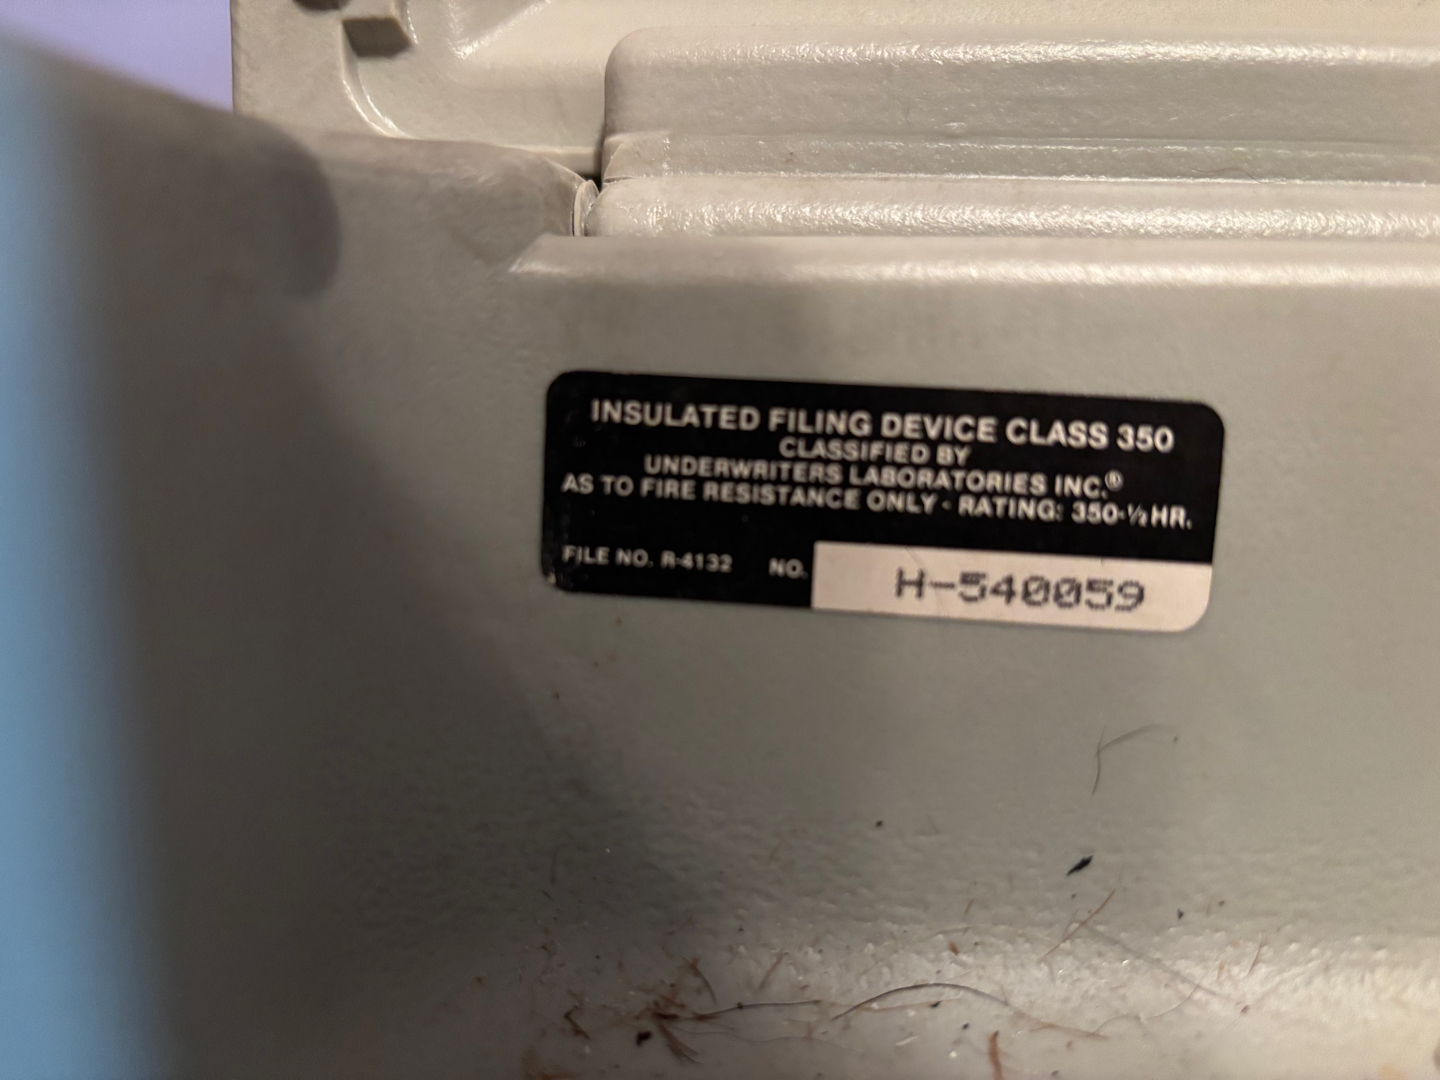 INSULATED FILING DEVICE CLASS 350
CLASSIFIED BY
UNDERWRITERS LABORATORIES INC.®
AS TO FIRE RESISTANCE ONLY - RATING: 350-½ HR.
FILE NO. R-4132 NO. H-540059